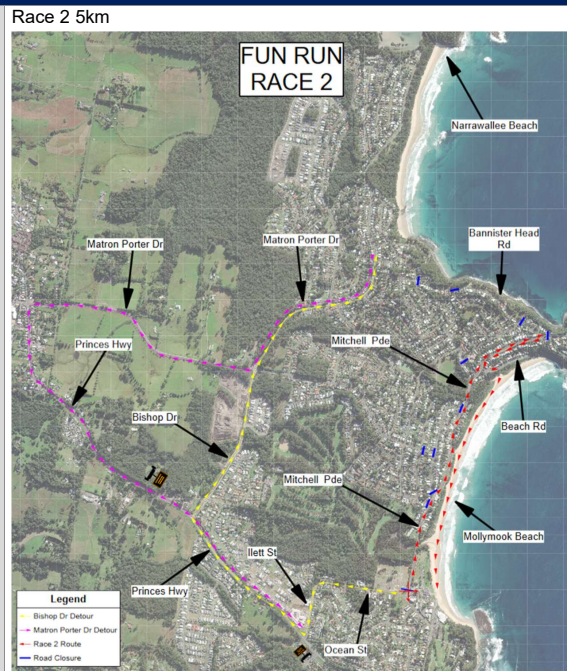 Race 2 5km
FUN RUN
RACE 2
Narrawallee Beach
Bannister Head
Rd
Matron Porter Dr
Matron Porter Dr
Princes Hwy
Mitchell Pde
Beach Rd
Bishop Dr
Mitchell Pde
Mollymook Beach
Ilett St
Princes Hwy
Ocean St
Legend
Bishop Dr Detour
Matron Porter Dr Detour
Race 2 Route
Road Closure